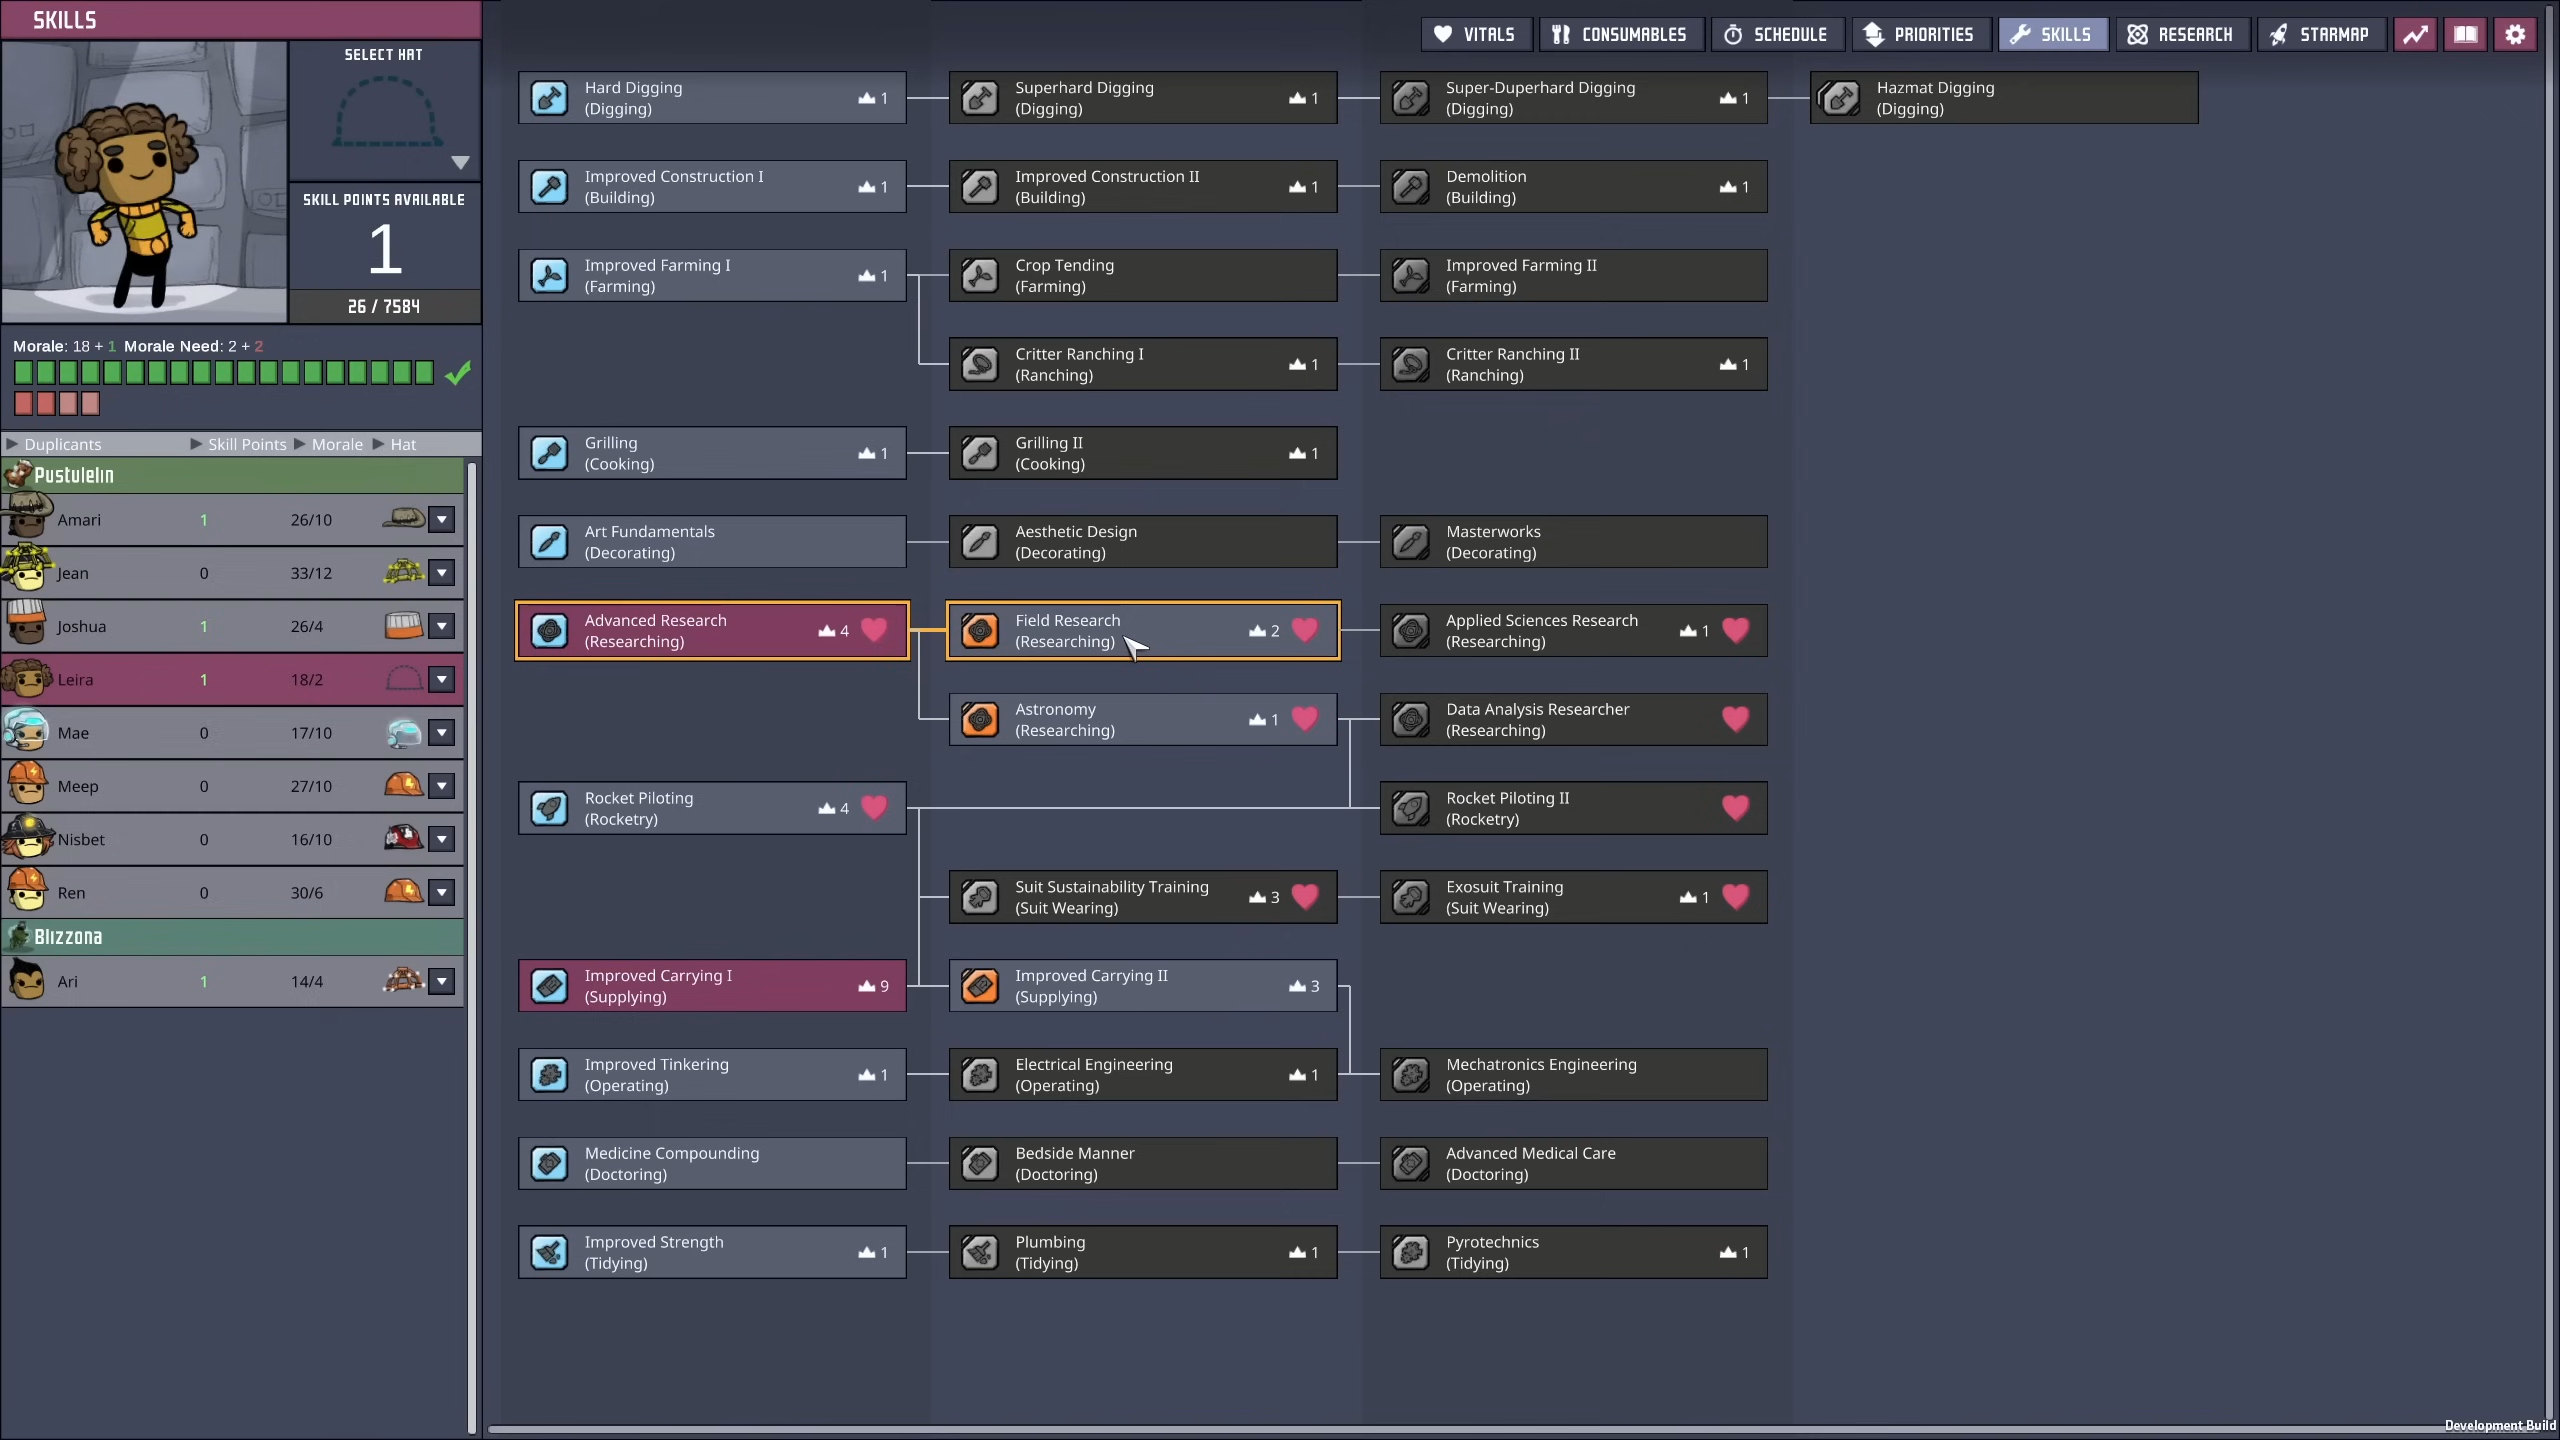 SKILLS
SELECT HAT
SKILL POINTS AVAILABLE
1
26 / 7584
Morale: 18 + 1 Morale Need: 2 + 2
Duplicants Skill Points Morale Hat
Pustulelin
Amari 1 26/10
Jean 0 33/12
Joshua 1 26/4
Leira 1 18/2
Mae 0 17/10
Meep 0 27/10
Nisbet 0 16/10
Ren 0 30/6
Blizzona
Ari 1 14/4
VITALS CONSUMABLES SCHEDULE PRIORITIES SKILLS RESEARCH STARMAP
Hard Digging
(Digging) 1
Superhard Digging
(Digging) 1
Super-Duperhard Digging
(Digging) 1
Hazmat Digging
(Digging)
Improved Construction I
(Building) 1
Improved Construction II
(Building) 1
Demolition
(Building) 1
Improved Farming I
(Farming) 1
Crop Tending
(Farming)
Improved Farming II
(Farming)
Critter Ranching I
(Ranching) 1
Critter Ranching II
(Ranching) 1
Grilling
(Cooking) 1
Grilling II
(Cooking) 1
Art Fundamentals
(Decorating)
Aesthetic Design
(Decorating)
Masterworks
(Decorating)
Advanced Research
(Researching) 4
Field Research
(Researching) 2
Applied Sciences Research
(Researching) 1
Astronomy
(Researching) 1
Data Analysis Researcher
(Researching)
Rocket Piloting
(Rocketry) 4
Rocket Piloting II
(Rocketry)
Suit Sustainability Training
(Suit Wearing) 3
Exosuit Training
(Suit Wearing) 1
Improved Carrying I
(Supplying) 9
Improved Carrying II
(Supplying) 3
Improved Tinkering
(Operating) 1
Electrical Engineering
(Operating) 1
Mechatronics Engineering
(Operating)
Medicine Compounding
(Doctoring)
Bedside Manner
(Doctoring)
Advanced Medical Care
(Doctoring)
Improved Strength
(Tidying) 1
Plumbing
(Tidying) 1
Pyrotechnics
(Tidying) 1
Development Build